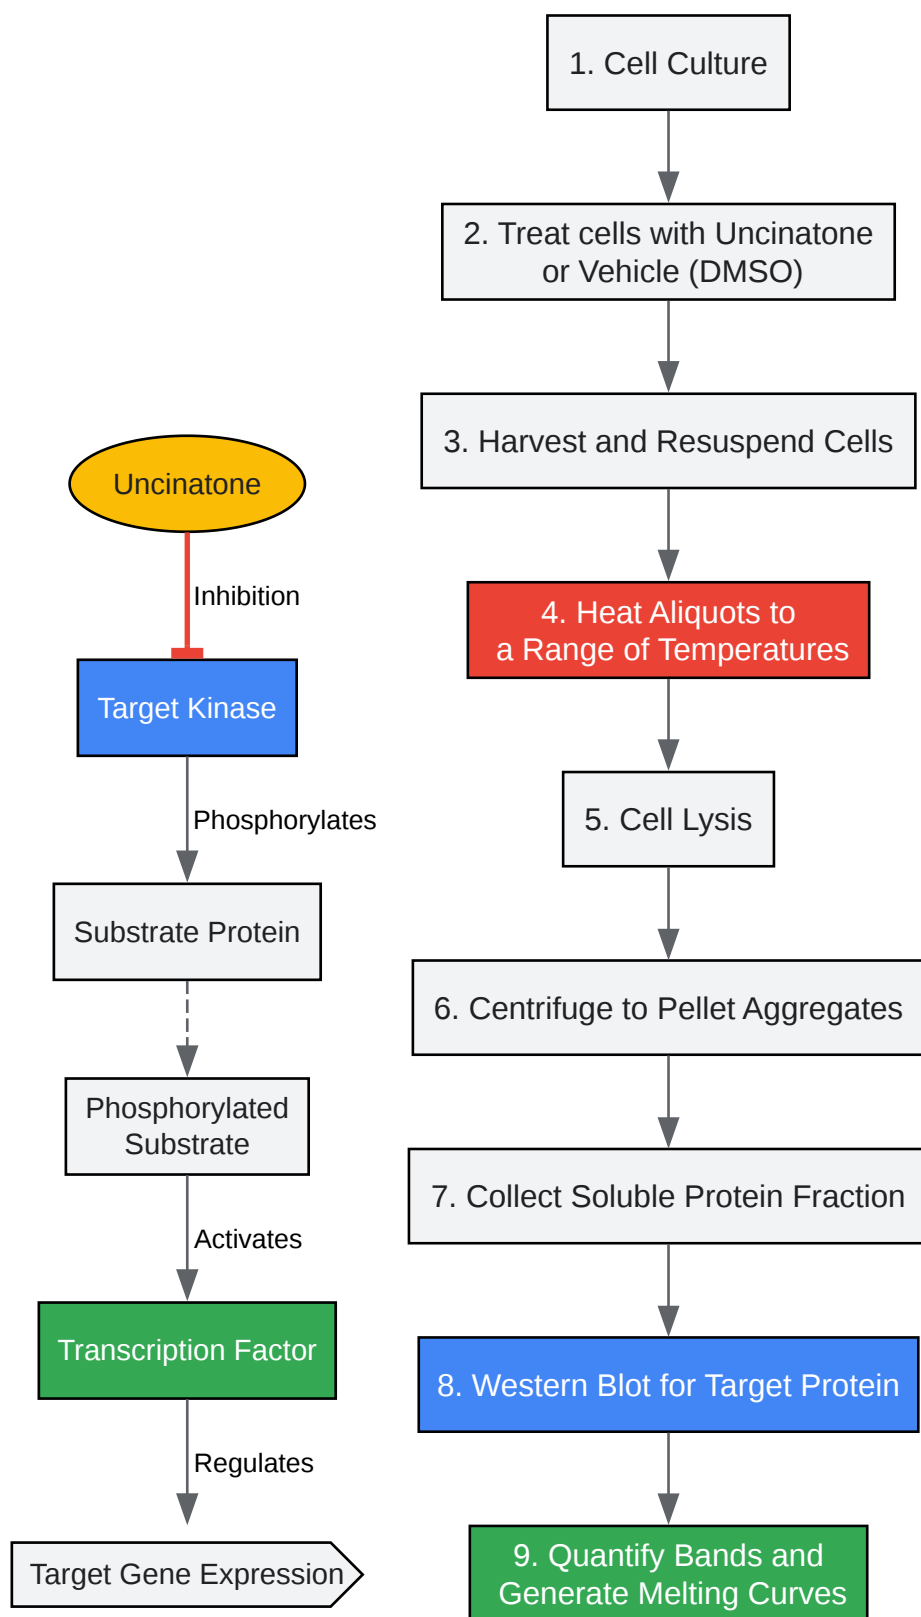 Uncinatone
Inhibition
Target Kinase
Phosphorylates
Substrate Protein
Phosphorylated
Substrate
Activates
Transcription Factor
Regulates
Target Gene Expression
1. Cell Culture
2. Treat cells with Uncinatone
or Vehicle (DMSO)
3. Harvest and Resuspend Cells
4. Heat Aliquots to
a Range of Temperatures
5. Cell Lysis
6. Centrifuge to Pellet Aggregates
7. Collect Soluble Protein Fraction
8. Western Blot for Target Protein
9. Quantify Bands and
Generate Melting Curves